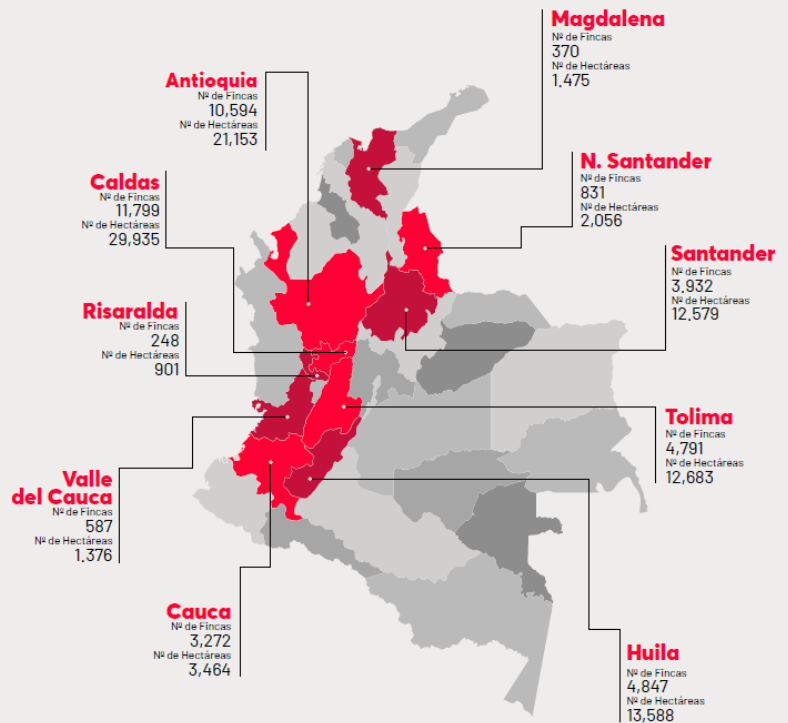 Magdalena
Nº de Fincas
370
Nº de Hectáreas
1.475
Antioquia
Nº de Fincas
10,594
Nº de Hectáreas
21,153
N. Santander
Nº de Fincas
831
Nº de Hectáreas
2,056
Caldas
Nº de Fincas
11,799
Nº de Hectáreas
29,935
Santander
Nº de Fincas
3,932
Nº de Hectáreas
12,579
Risaralda
Nº de Fincas
248
Nº de Hectáreas
901
Tolima
Nº de Fincas
4,791
Nº de Hectáreas
12,683
Valle
del Cauca
Nº de Fincas
587
Nº de Hectáreas
1,376
Cauca
Nº de Fincas
3,272
Nº de Hectáreas
3,464
Huila
Nº de Fincas
4,847
Nº de Hectáreas
13,588